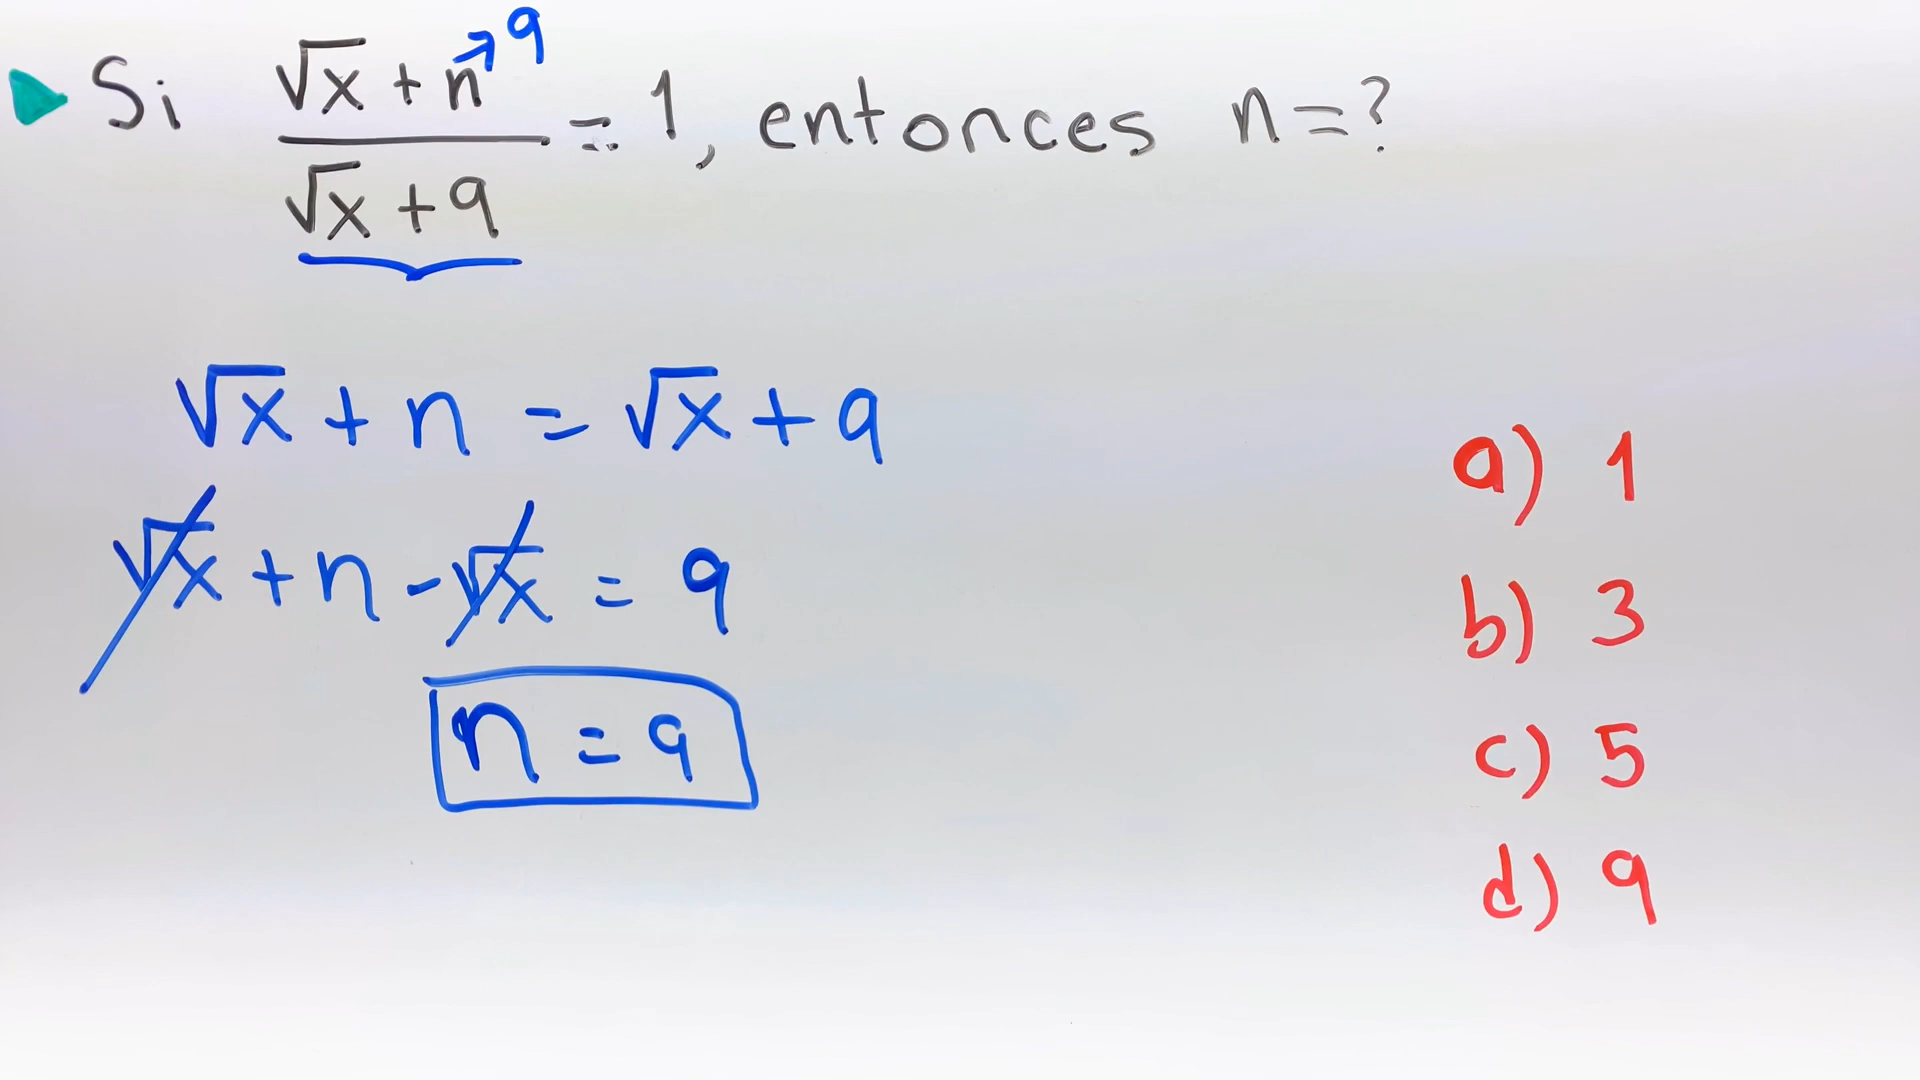 Si (√x + n → 9)/(√x + 9) = 1, entonces n = ?
√x + n = √x + 9
√x + n - √x = 9
n = 9
a) 1
b) 3
c) 5
d) 9